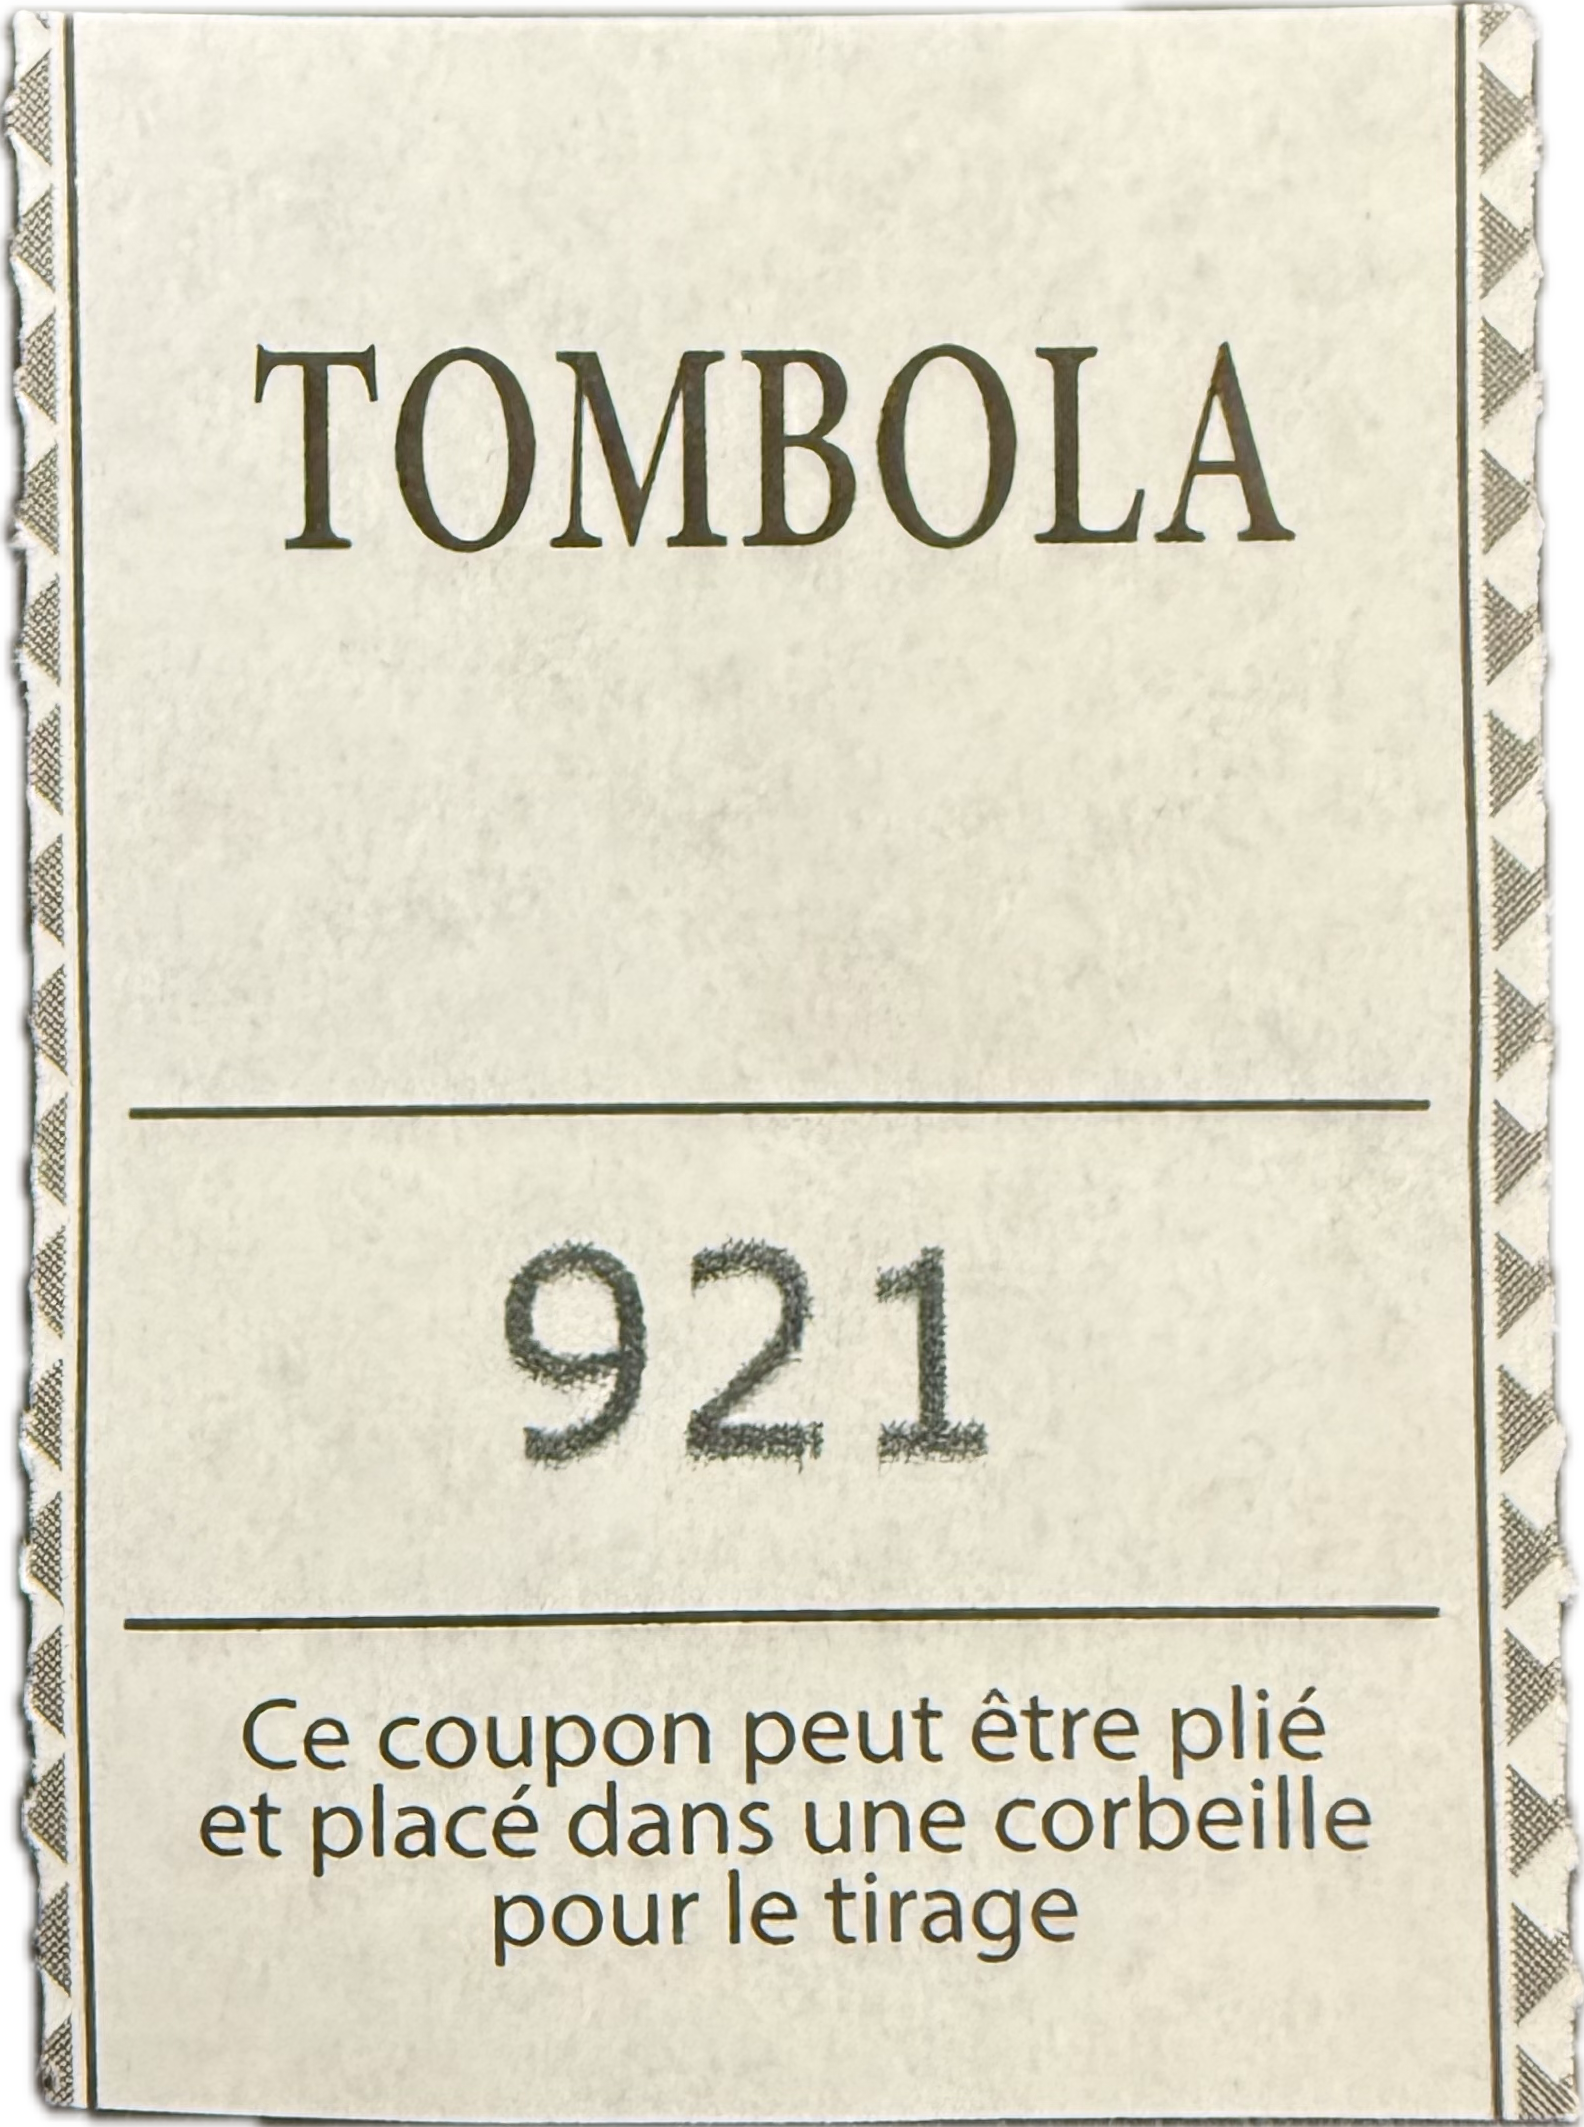 TOMBOLA
921
Ce coupon peut être plié
et placé dans une corbeille
pour le tirage